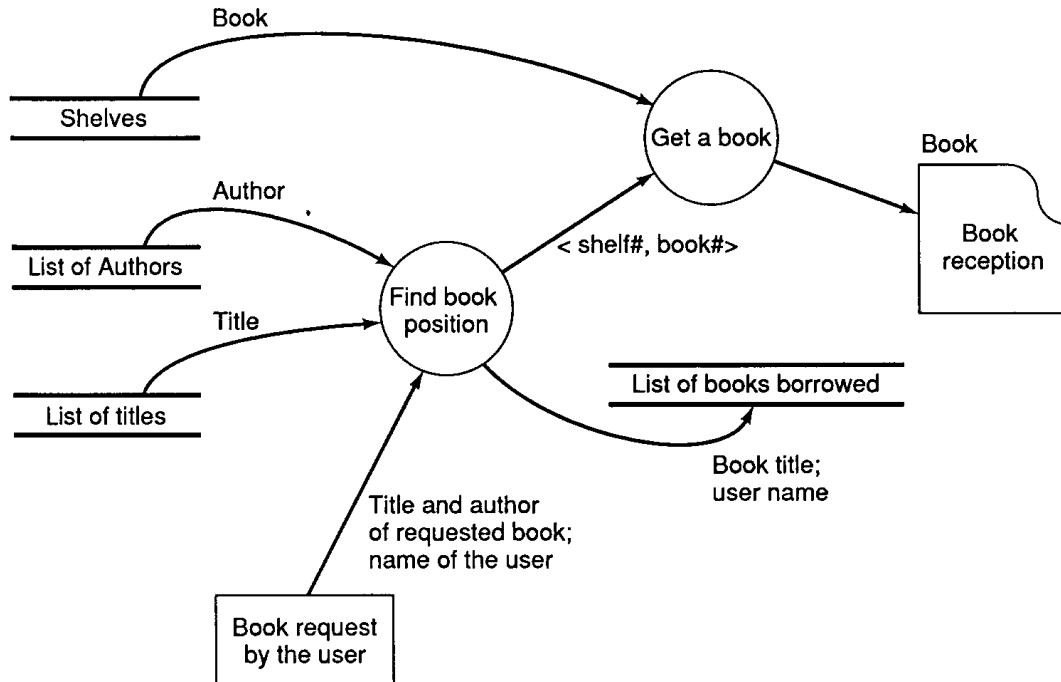 Book
Shelves
Get a book
Book
Author
List of Authors
< shelf#, book#>
Book
reception
Find book
position
Title
List of titles
List of books borrowed
Book title;
user name
Title and author
of requested book;
name of the user
Book request
by the user